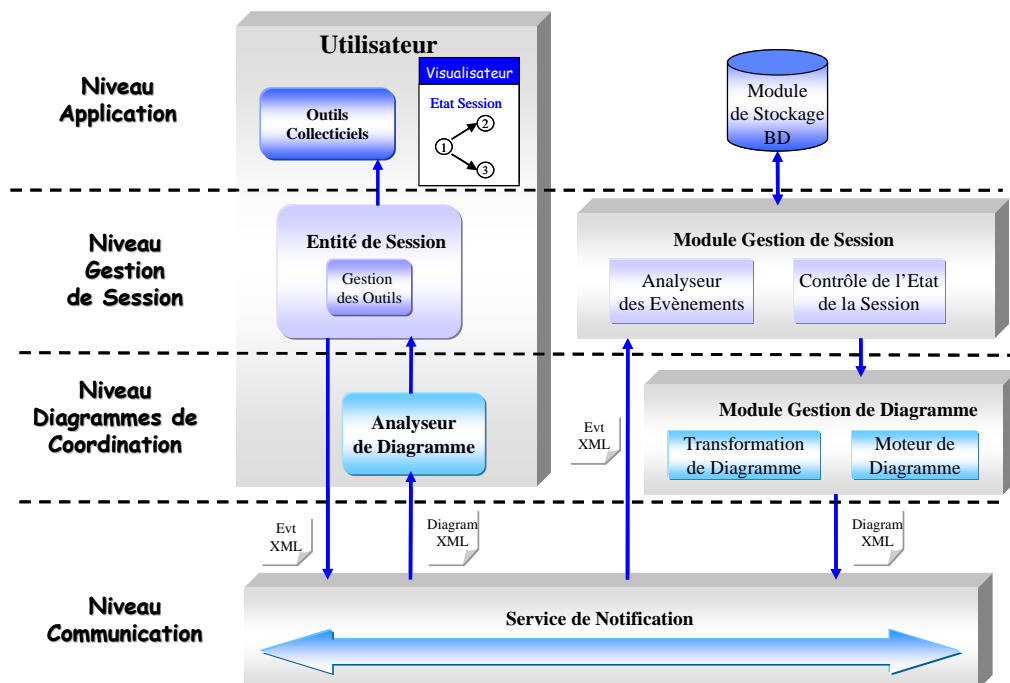 Utilisateur
Niveau
Application
Outils
Collecticiels
Visualisateur
Etat Session
1
2
3
Module
de Stockage
BD
Niveau
Gestion
de Session
Entité de Session
Gestion
des Outils
Module Gestion de Session
Analyseur
des Evènements
Contrôle de l’Etat
de la Session
Niveau
Diagrammes de
Coordination
Analyseur
de Diagramme
Evt
XML
Module Gestion de Diagramme
Transformation
de Diagramme
Moteur de
Diagramme
Evt
XML
Diagram
XML
Diagram
XML
Niveau
Communication
Service de Notification